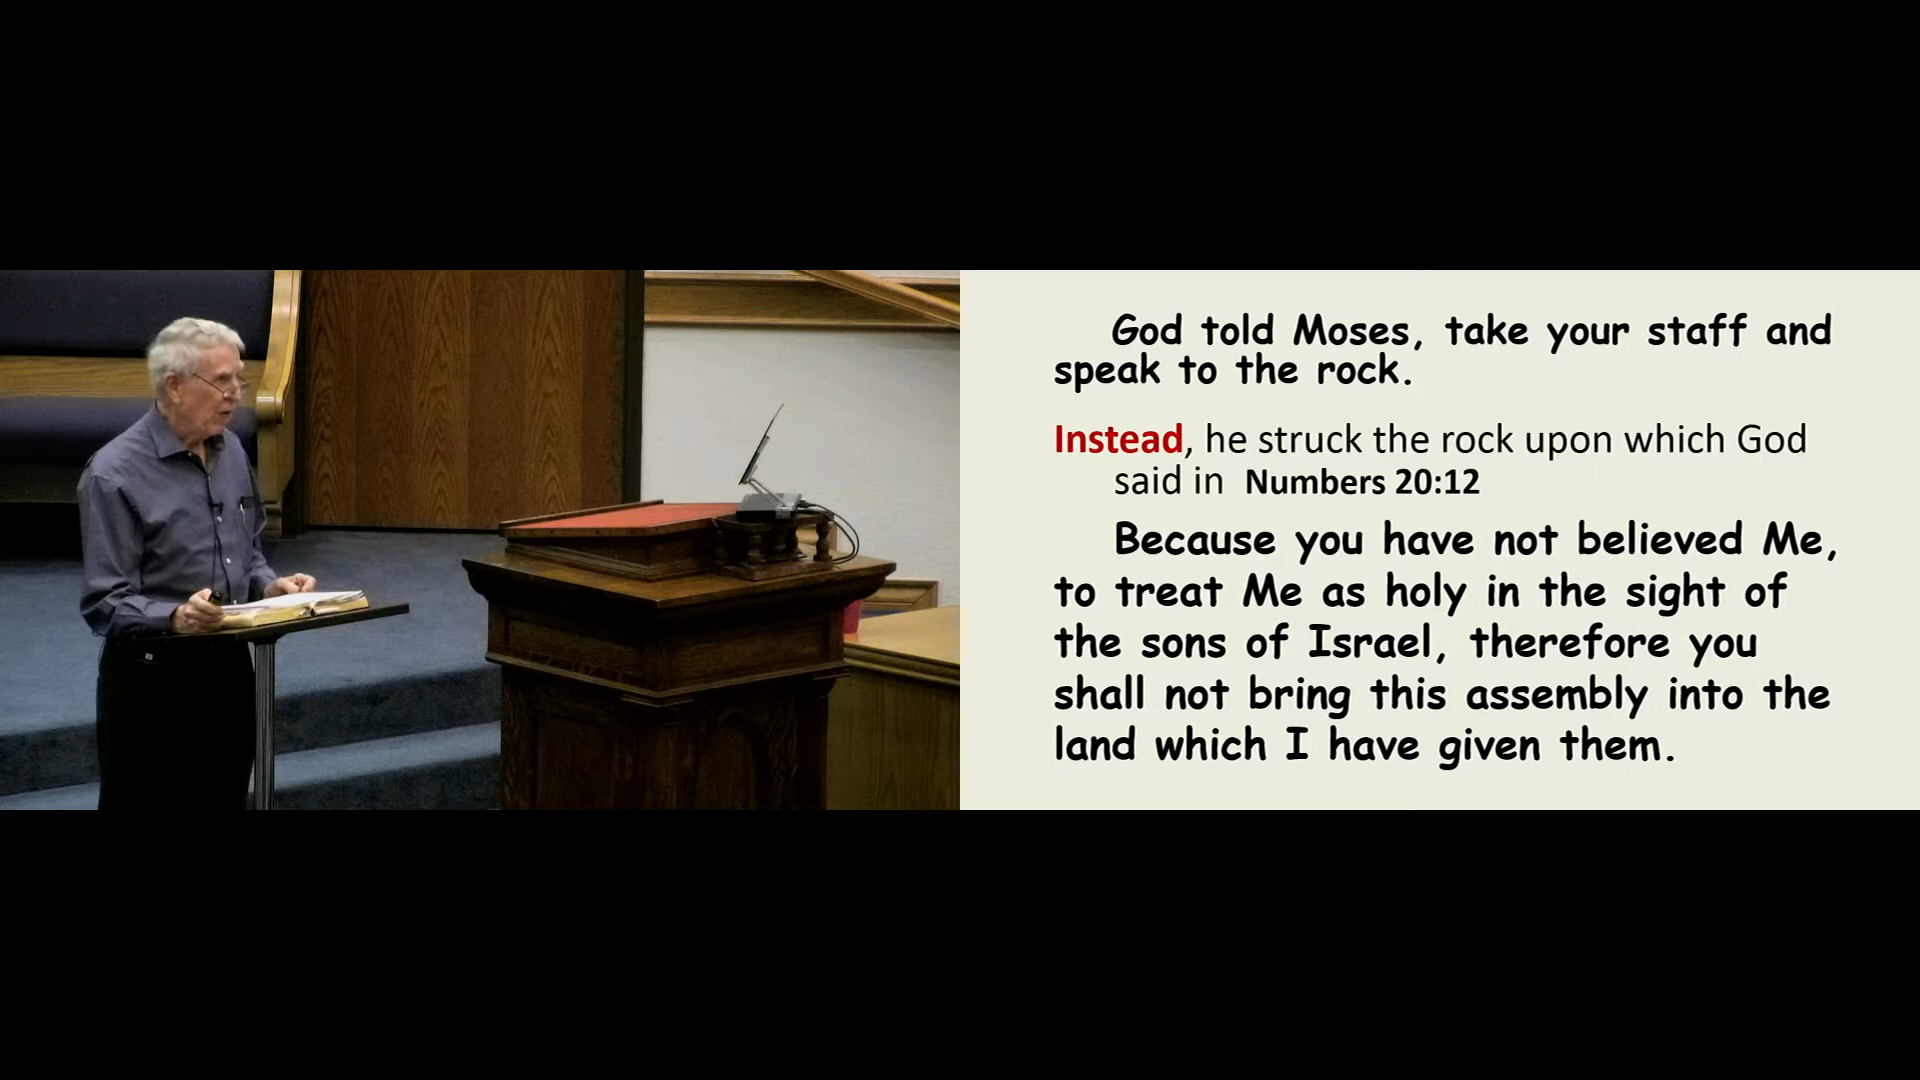 God told Moses, take your staff and
speak to the rock.
Instead, he struck the rock upon which God
said in Numbers 20:12
Because you have not believed Me,
to treat Me as holy in the sight of
the sons of Israel, therefore you
shall not bring this assembly into the
land which I have given them.